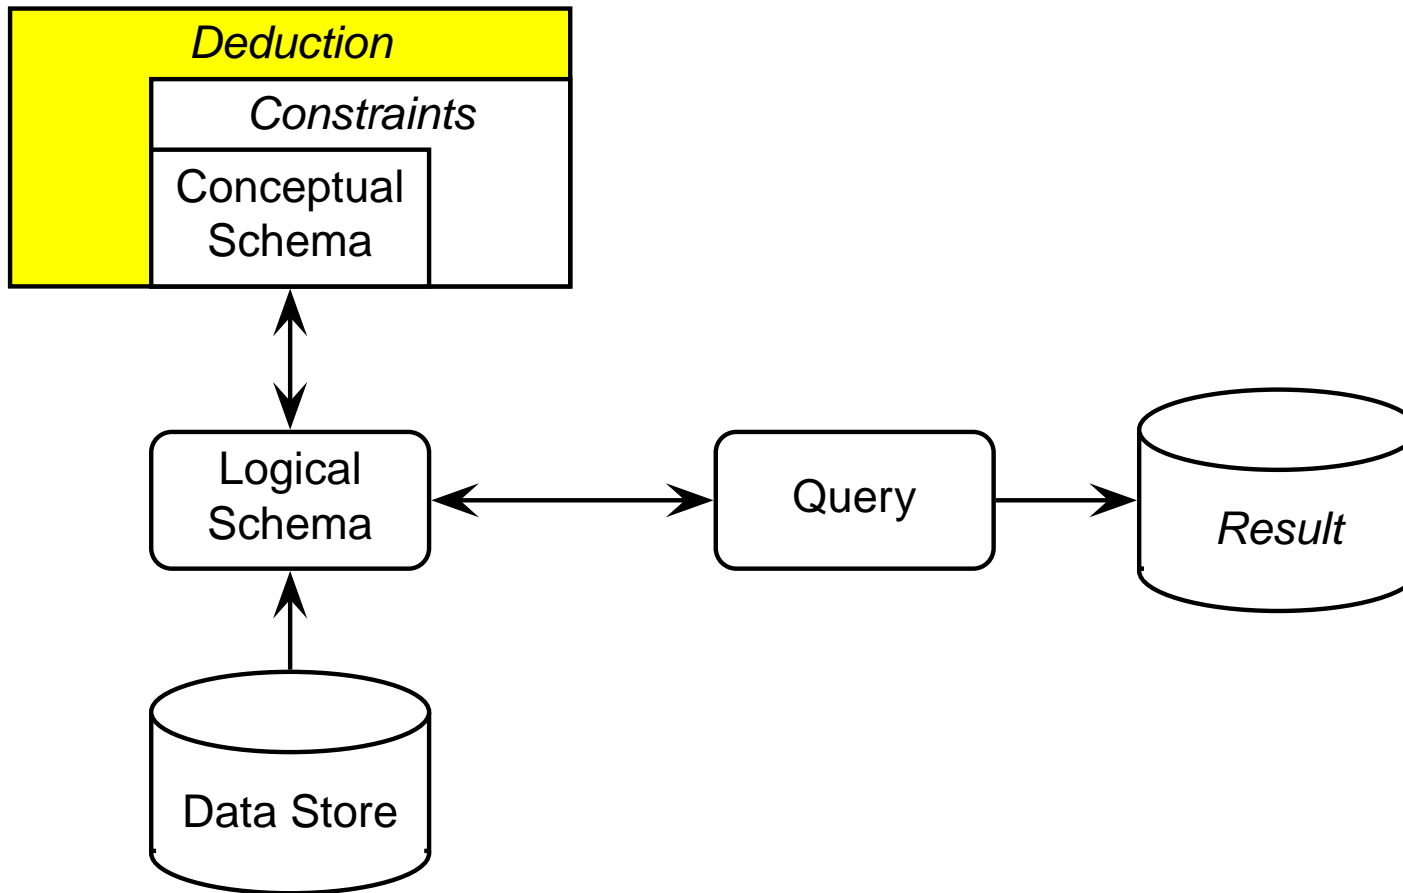 Deduction
Constraints
Conceptual
Schema
Logical
Schema
Query
Result
Data Store